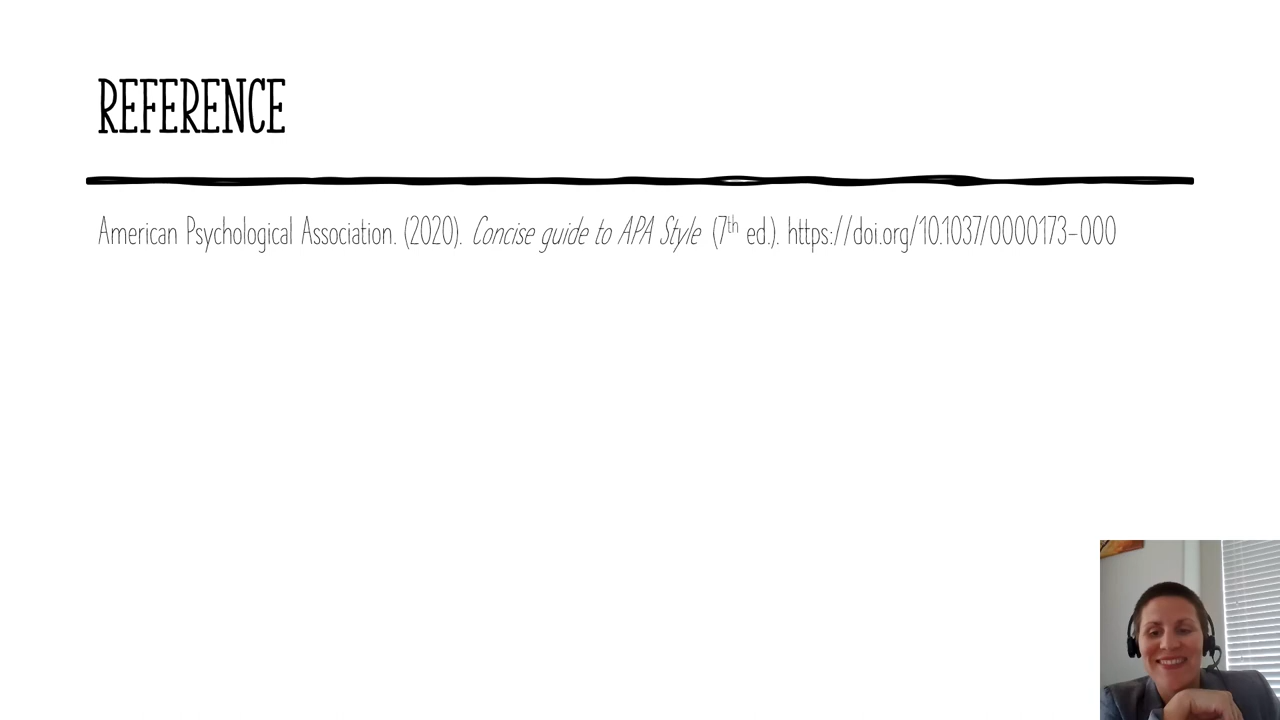 REFERENCE
American Psychological Association. (2020). Concise guide to APA Style (7th ed.). https://doi.org/10.1037/0000173-000